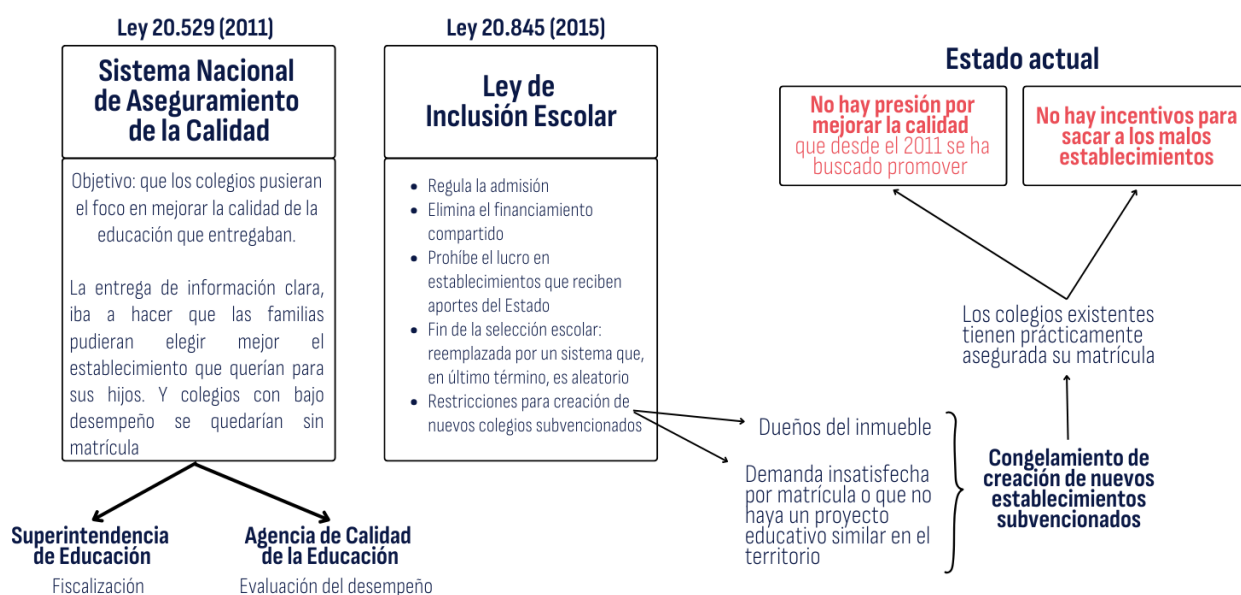 Ley 20.529 (2011)
Sistema Nacional
de Aseguramiento
de la Calidad
Objetivo: que los colegios pusieran
el foco en mejorar la calidad de la
educación que entregaban.
La entrega de información clara,
iba a hacer que las familias
pudieran elegir mejor el
establecimiento que querían para
sus hijos. Y colegios con bajo
desempeño se quedarían sin
matrícula
Superintendencia
de Educación
Fiscalización
Agencia de Calidad
de la Educación
Evaluación del desempeño
Ley 20.845 (2015)
Ley de
Inclusión Escolar
• Regula la admisión
• Elimina el financiamiento
compartido
• Prohíbe el lucro en
establecimientos que reciben
aportes del Estado
• Fin de la selección escolar:
reemplazada por un sistema que,
en último término, es aleatorio
• Restricciones para creación de
nuevos colegios subvencionados
Dueños del inmueble
Demanda insatisfecha
por matrícula o que no
haya un proyecto
educativo similar en el
territorio
Congelamiento de
creación de nuevos
establecimientos
subvencionados
Los colegios existentes
tienen prácticamente
asegurada su matrícula
Estado actual
No hay presión por
mejorar la calidad
que desde el 2011 se ha
buscado promover
No hay incentivos para
sacar a los malos
establecimientos